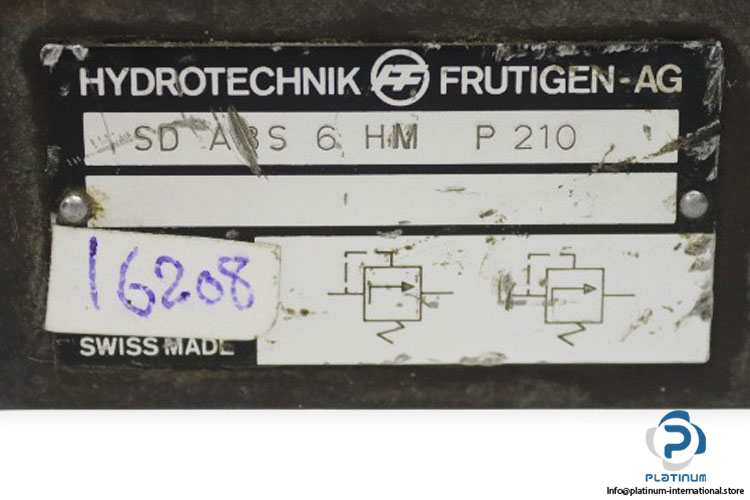 HYDROTECHNIK FRUTIGEN-AG
SD ABS 6 HM P 210
16208
SWISS MADE
PLATINUM
Info@platinum-international.store